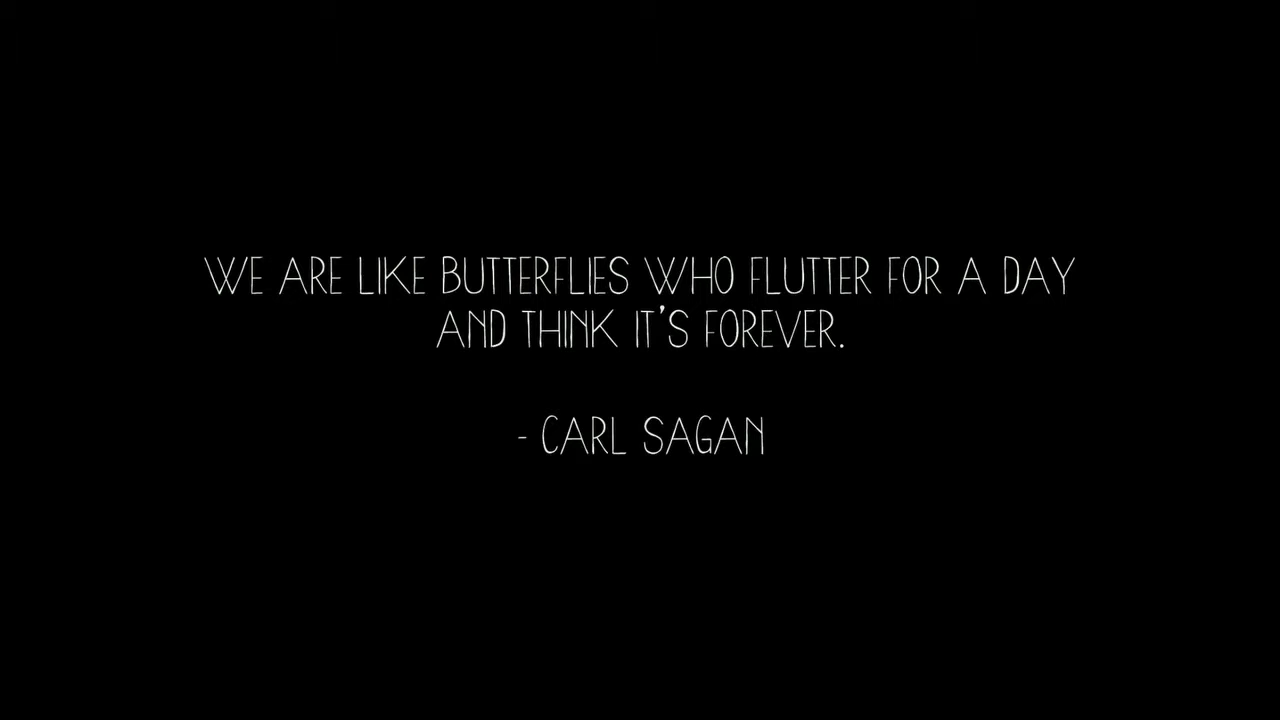 WE ARE LIKE BUTTERFLIES WHO FLUTTER FOR A DAY
AND THINK IT'S FOREVER.
- CARL SAGAN